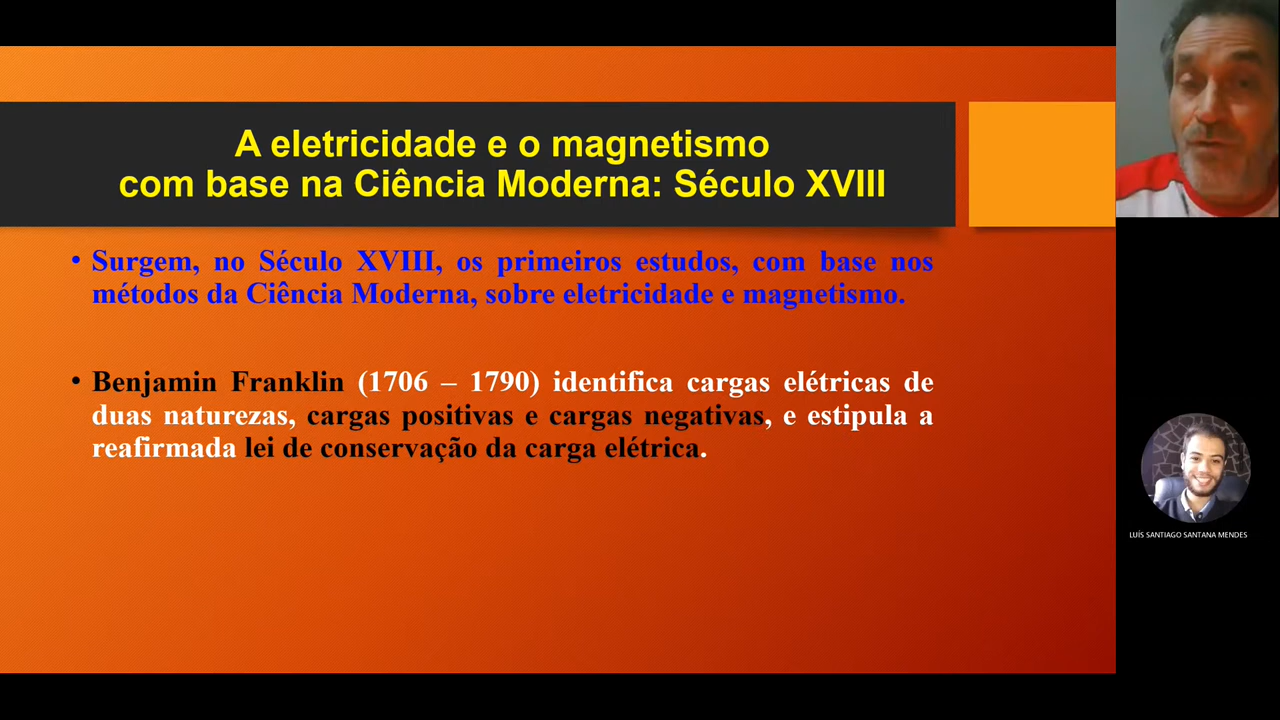 A eletricidade e o magnetismo
com base na Ciência Moderna: Século XVIII
• Surgem, no Século XVIII, os primeiros estudos, com base nos
métodos da Ciência Moderna, sobre eletricidade e magnetismo.
• Benjamin Franklin (1706 – 1790) identifica cargas elétricas de
duas naturezas, cargas positivas e cargas negativas, e estipula a
reafirmada lei de conservação da carga elétrica.
LUÍS SANTIAGO SANTANA MENDES